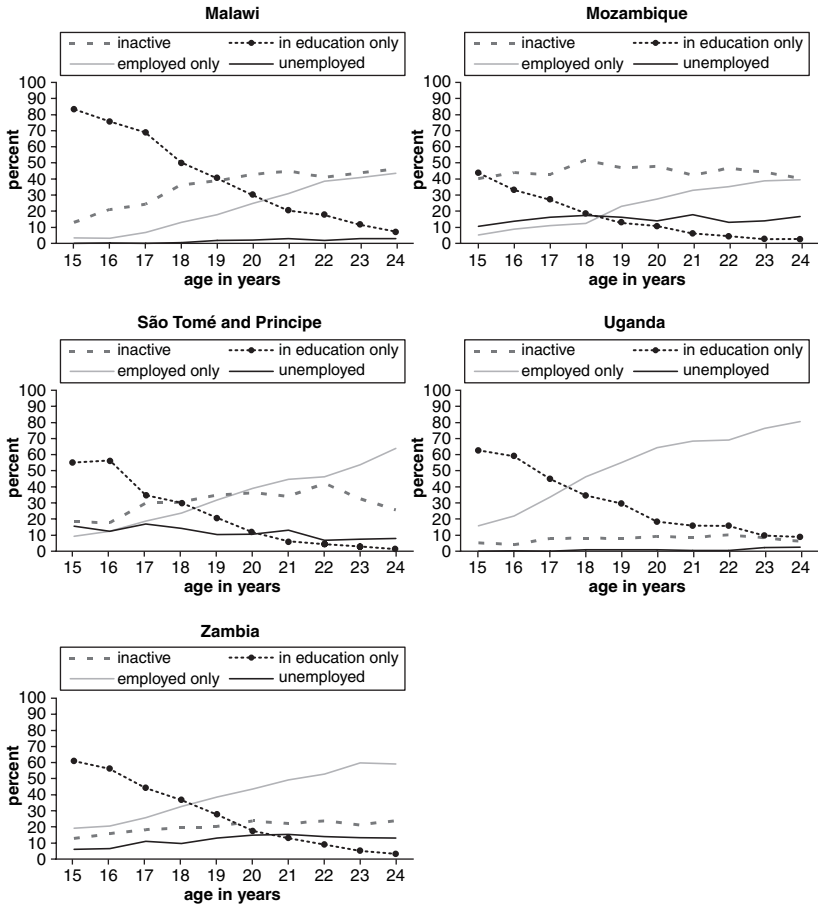 Malawi
inactive in education only
employed only unemployed
100
90
80
70
60
50
40
30
20
10
0
percent
15 16 17 18 19 20 21 22 23 24
age in years
Mozambique
inactive in education only
employed only unemployed
100
90
80
70
60
50
40
30
20
10
0
percent
15 16 17 18 19 20 21 22 23 24
age in years
São Tomé and Principe
inactive in education only
employed only unemployed
100
90
80
70
60
50
40
30
20
10
0
percent
15 16 17 18 19 20 21 22 23 24
age in years
Uganda
inactive in education only
employed only unemployed
100
90
80
70
60
50
40
30
20
10
0
percent
15 16 17 18 19 20 21 22 23 24
age in years
Zambia
inactive in education only
employed only unemployed
100
90
80
70
60
50
40
30
20
10
0
percent
15 16 17 18 19 20 21 22 23 24
age in years